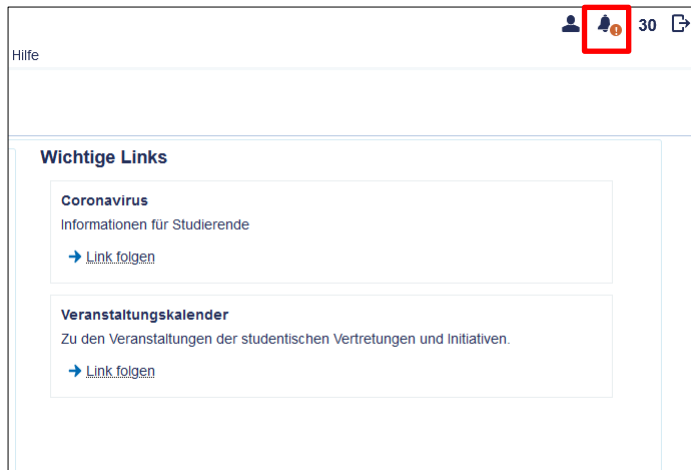 30
Hilfe
Wichtige Links
Coronavirus
Informationen für Studierende
Link folgen
Veranstaltungskalender
Zu den Veranstaltungen der studentischen Vertretungen und Initiativen.
Link folgen